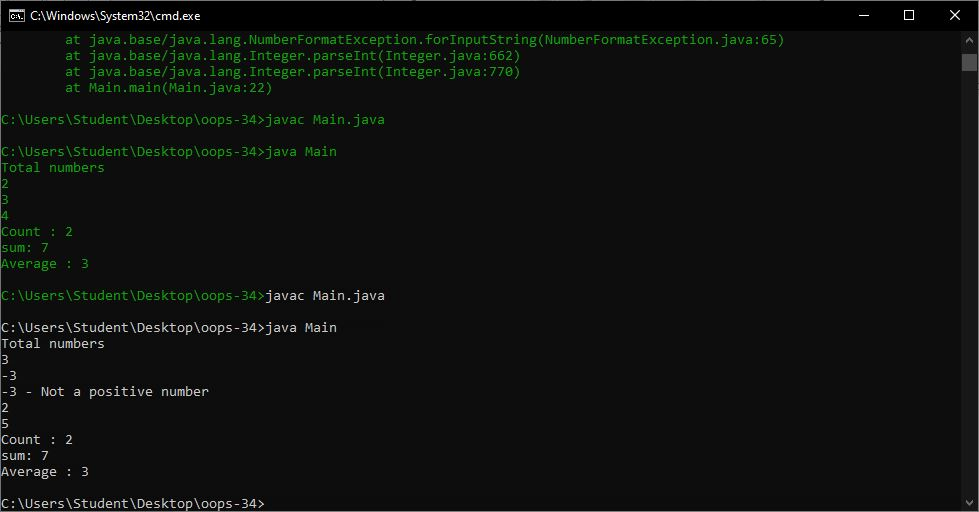 C:\Windows\System32\cmd.exe
at java.base/java.lang.NumberFormatException.forInputString(NumberFormatException.java:65)
at java.base/java.lang.Integer.parseInt(Integer.java:662)
at java.base/java.lang.Integer.parseInt(Integer.java:770)
at Main.main(Main.java:22)
C:\Users\Student\Desktop\oops-34>javac Main.java
C:\Users\Student\Desktop\oops-34>java Main
Total numbers
2
3
4
Count : 2
sum: 7
Average : 3
C:\Users\Student\Desktop\oops-34>javac Main.java
C:\Users\Student\Desktop\oops-34>java Main
Total numbers
3
-3
-3 - Not a positive number
2
5
Count : 2
sum: 7
Average : 3
C:\Users\Student\Desktop\oops-34>